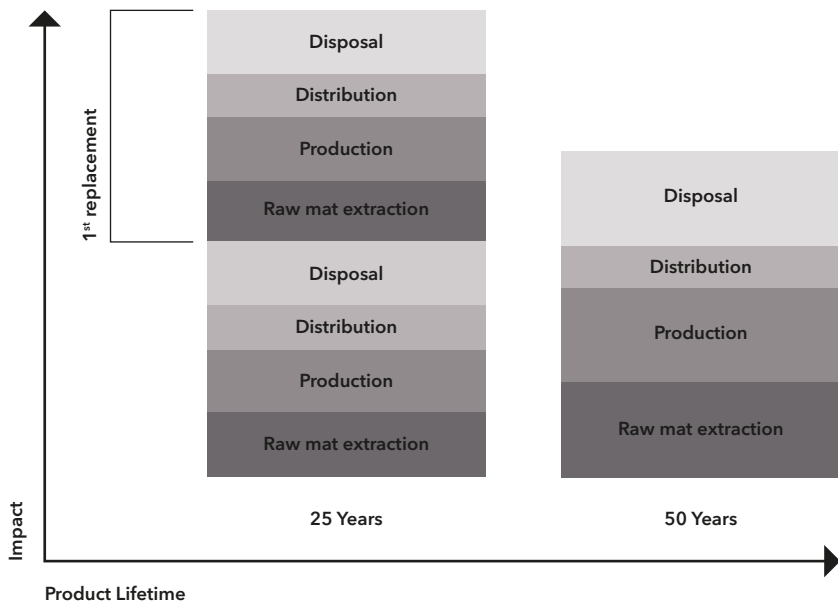 Impact
1st replacement
Disposal
Distribution
Production
Raw mat extraction
Disposal
Distribution
Production
Raw mat extraction
25 Years
Disposal
Distribution
Production
Raw mat extraction
50 Years
Product Lifetime